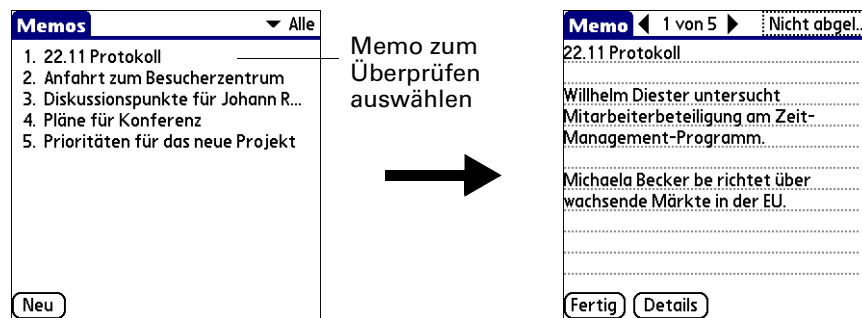 Memos
Alle
1. 22.11 Protokoll
2. Anfahrt zum Besucherzentrum
3. Diskussionspunkte für Johann R...
4. Pläne für Konferenz
5. Prioritäten für das neue Projekt
Neu
Memo zum
Überprüfen
auswählen
Memo 1 von 5 Nicht abgel...
22.11 Protokoll
Willhelm Diester untersucht
Mitarbeiterbeteiligung am Zeit-
Management-Programm.
Michaela Becker be richtet über
wachsende Märkte in der EU.
Fertig Details